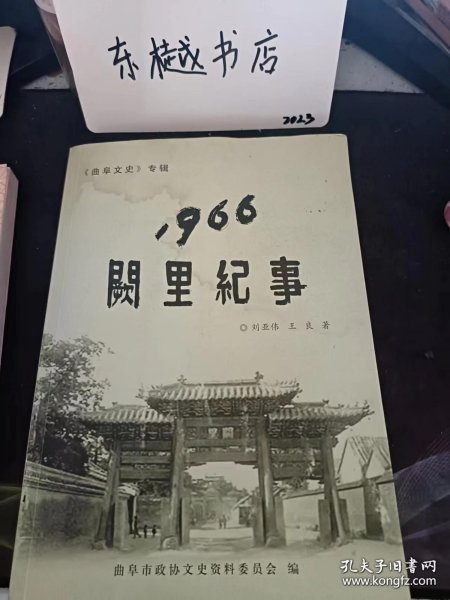 东樾书店
2023
《曲阜文史》专辑
1966
闕里紀事
◎刘亚伟 王良 著
曲阜市政协文史资料委员会 编
孔夫子旧书网
www.kongfz.com